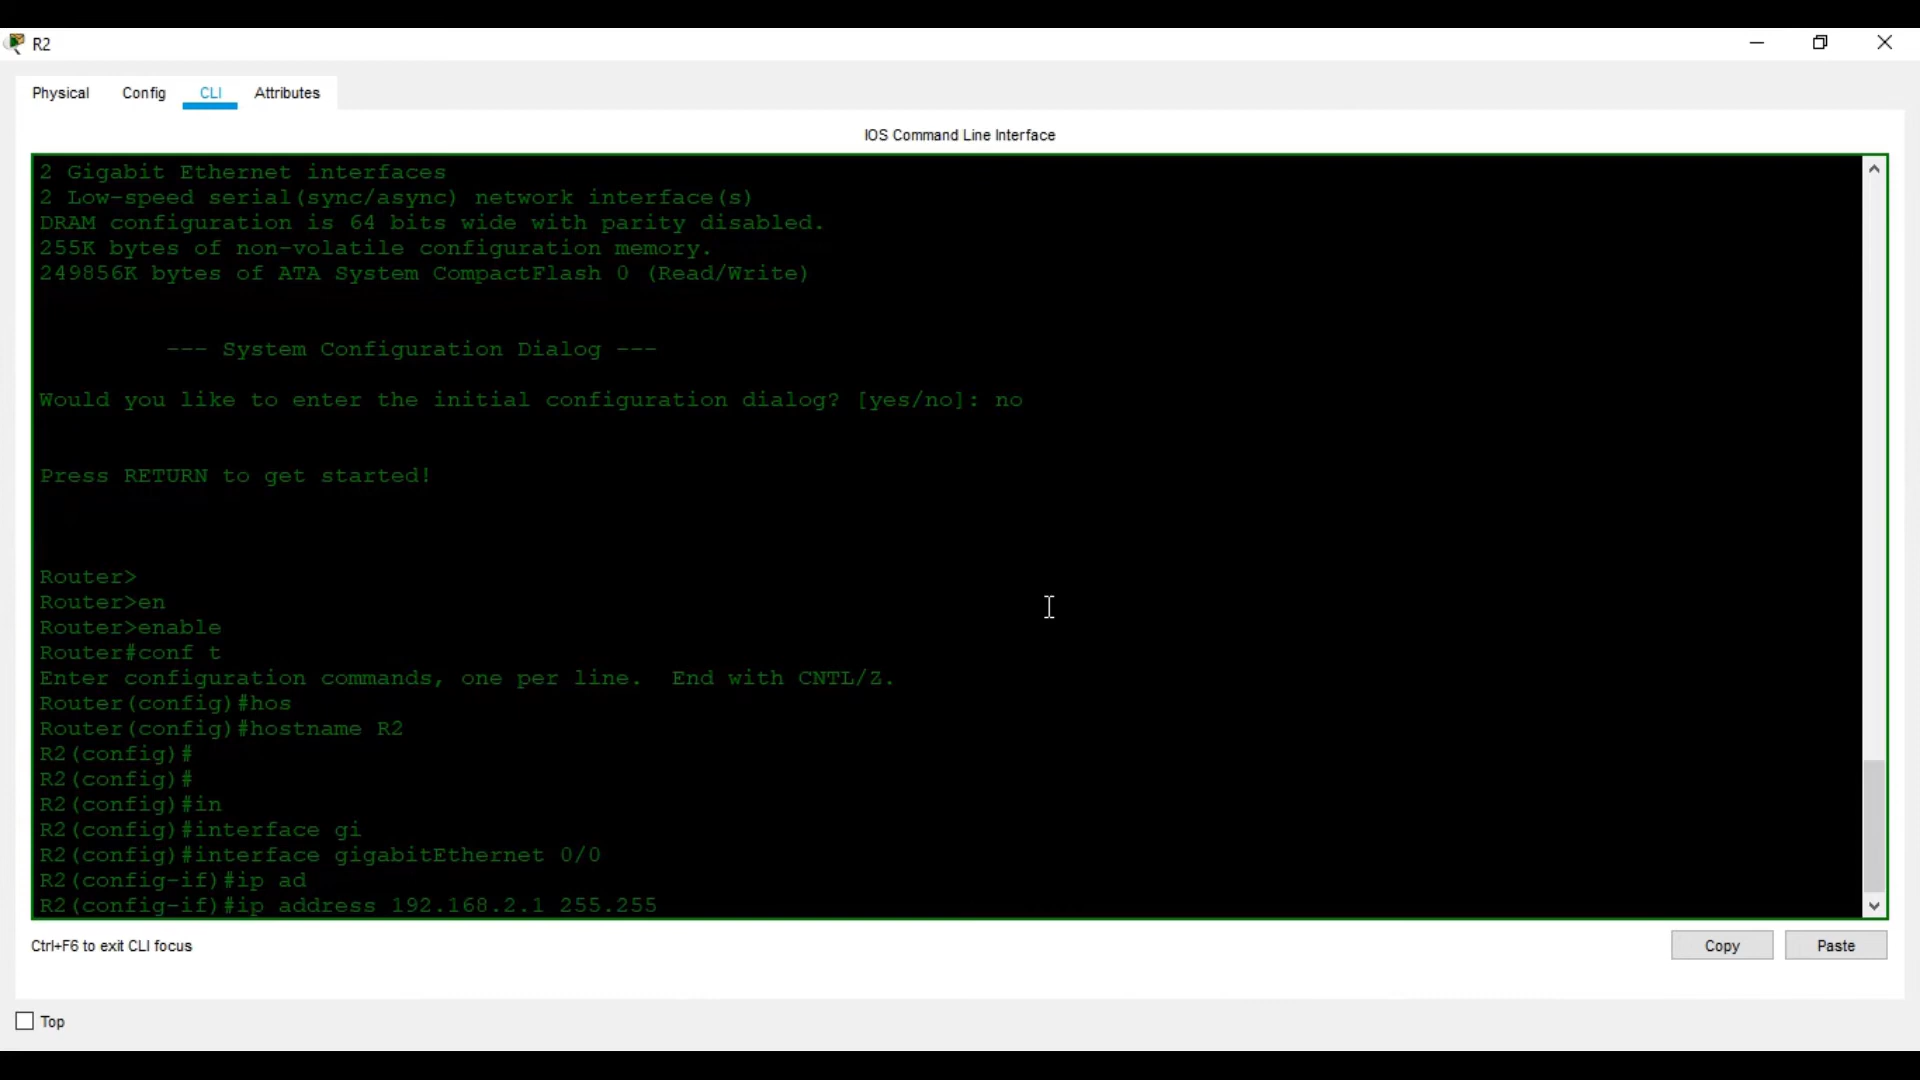 R2
Physical Config CLI Attributes
IOS Command Line Interface
2 Gigabit Ethernet interfaces
2 Low-speed serial(sync/async) network interface(s)
DRAM configuration is 64 bits wide with parity disabled.
255K bytes of non-volatile configuration memory.
249856K bytes of ATA System CompactFlash 0 (Read/Write)
--- System Configuration Dialog ---
Would you like to enter the initial configuration dialog? [yes/no]: no
Press RETURN to get started!
Router>
Router>en
Router>enable
Router#conf t
Enter configuration commands, one per line.  End with CNTL/Z.
Router(config)#hos
Router(config)#hostname R2
R2(config)#
R2(config)#
R2(config)#in
R2(config)#interface gi
R2(config)#interface gigabitEthernet 0/0
R2(config-if)#ip ad
R2(config-if)#ip address 192.168.2.1 255.255
Ctrl+F6 to exit CLI focus
Copy Paste
Top